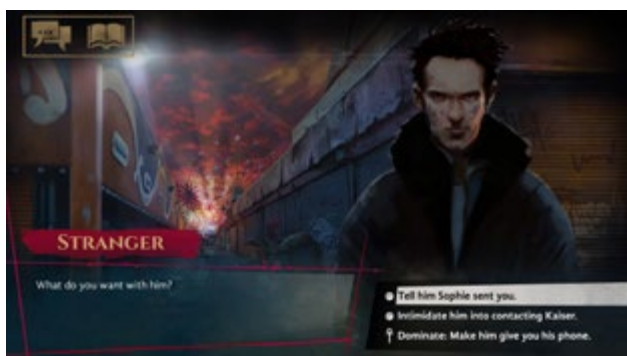 STRANGER
What do you want with him?
Tell him Sophie sent you.
Intimidate him into contacting Kaiser.
Dominate: Make him give you his phone.